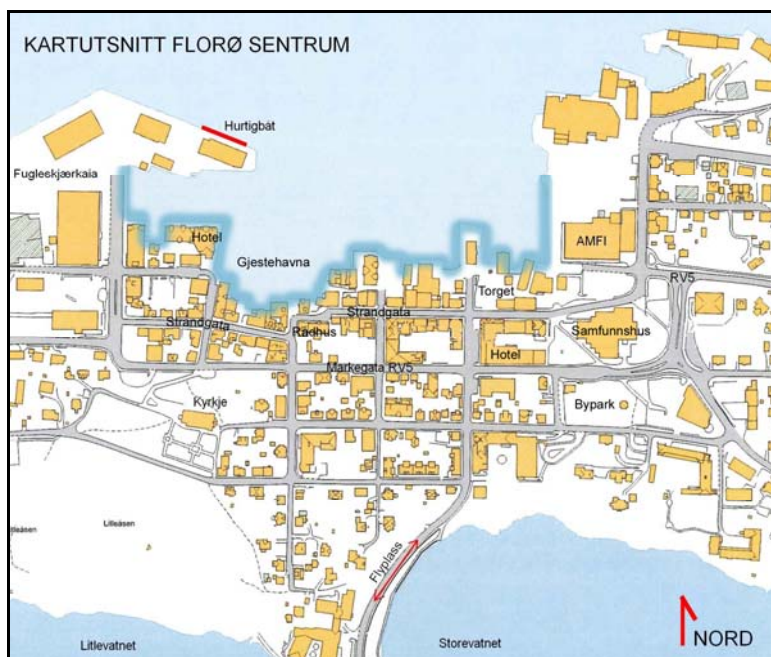 KARTUTSNITT FLORØ SENTRUM
Hurtigbåt
Fugleskjærkaia
Hotel
Gjestehavna
AMFI
RV5
Torget
Strandgata
Strandgata
Rådhus
Samfunnshus
Hotel
Markegata RV5
Kyrkje
Bypark
Lilleåsen
Flyplass
NORD
Litlevatnet
Storevatnet